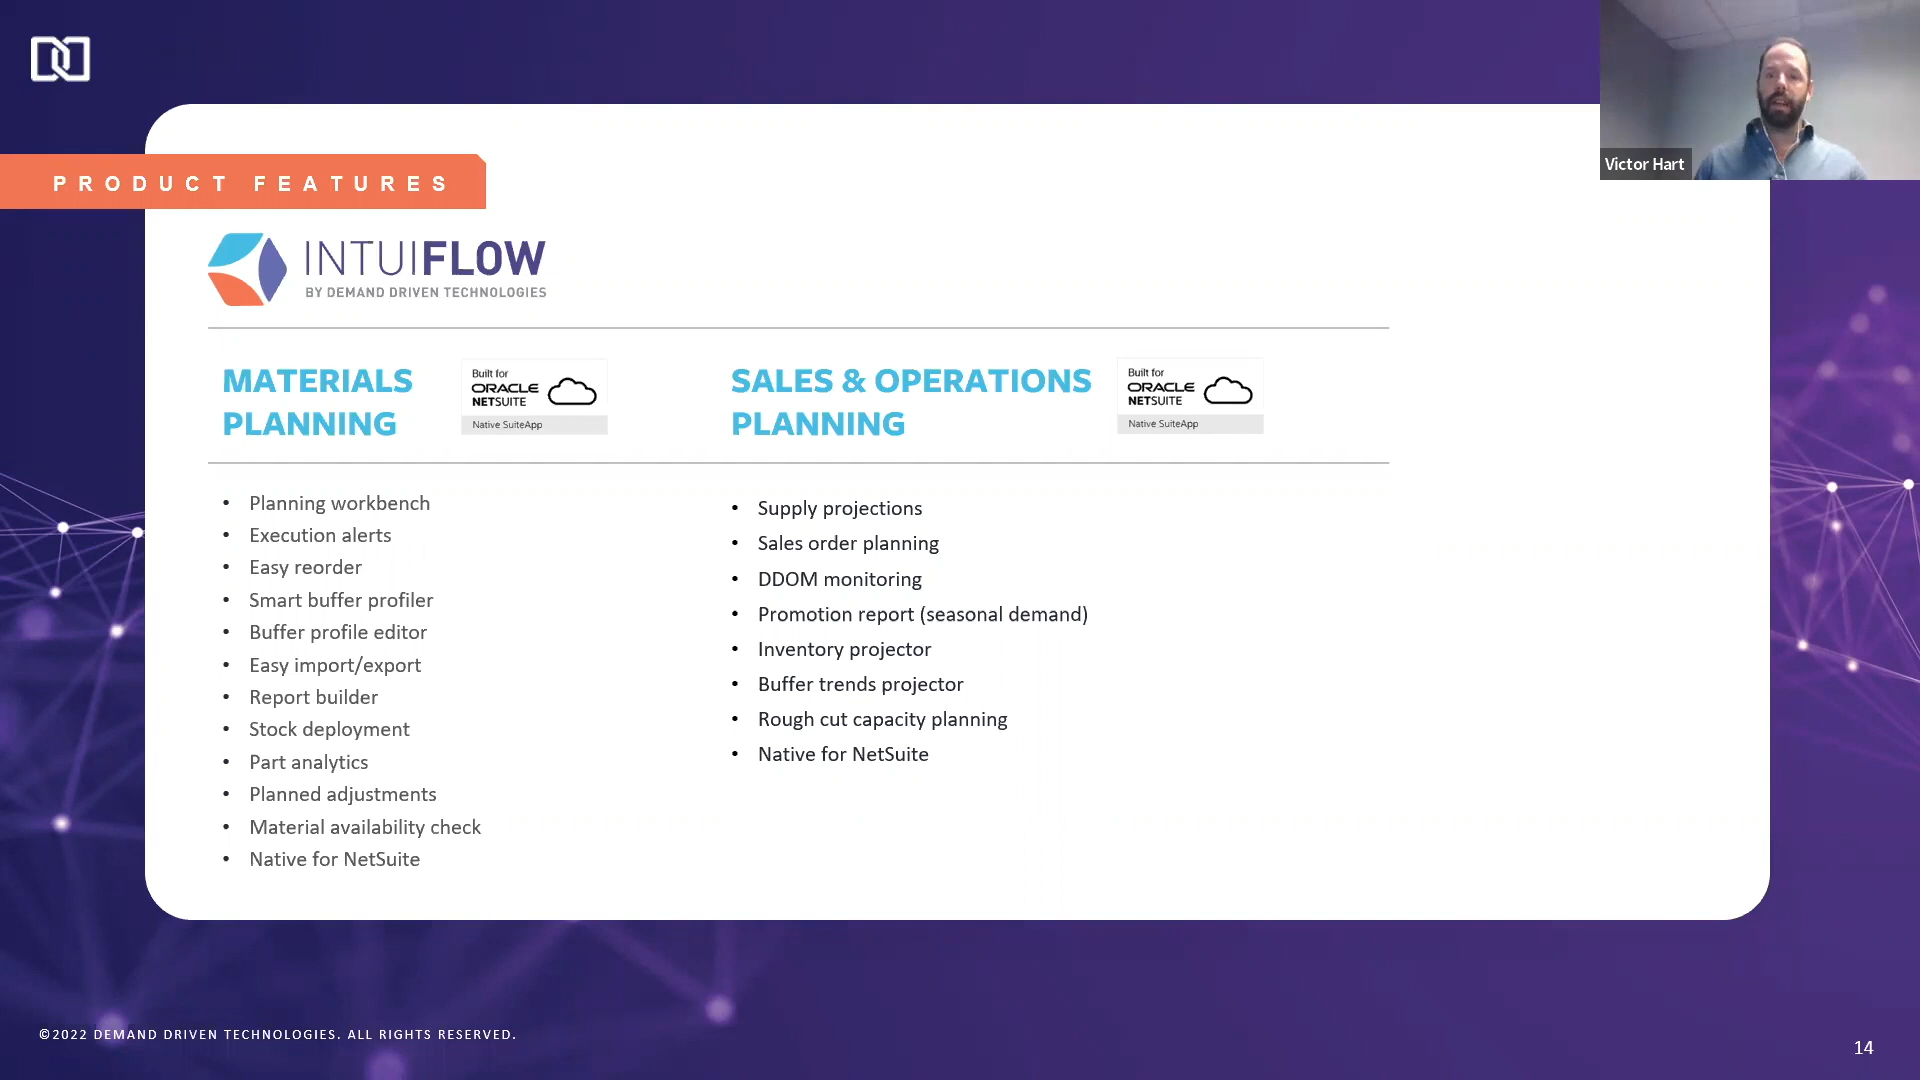 Victor Hart
PRODUCT FEATURES
INTUIFLOW
BY DEMAND DRIVEN TECHNOLOGIES
MATERIALS
PLANNING
Built for
ORACLE
NETSUITE
Native SuiteApp
SALES & OPERATIONS
PLANNING
Built for
ORACLE
NETSUITE
Native SuiteApp
• Planning workbench
• Execution alerts
• Easy reorder
• Smart buffer profiler
• Buffer profile editor
• Easy import/export
• Report builder
• Stock deployment
• Part analytics
• Planned adjustments
• Material availability check
• Native for NetSuite
• Supply projections
• Sales order planning
• DDOM monitoring
• Promotion report (seasonal demand)
• Inventory projector
• Buffer trends projector
• Rough cut capacity planning
• Native for NetSuite
©2022 DEMAND DRIVEN TECHNOLOGIES. ALL RIGHTS RESERVED.
14